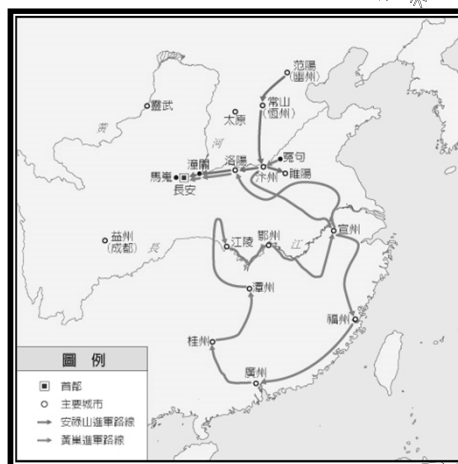 范陽
(幽州)
常山
(恆州)
靈武
太原
黃
河
冤句
潼關
洛陽
汴州
睢陽
馬嵬
長安
宣州
益州
(成都)
長
江陵
鄂州
江
潭州
福州
桂州
廣州
圖 例
首都
主要城市
安祿山進軍路線
黃巢進軍路線